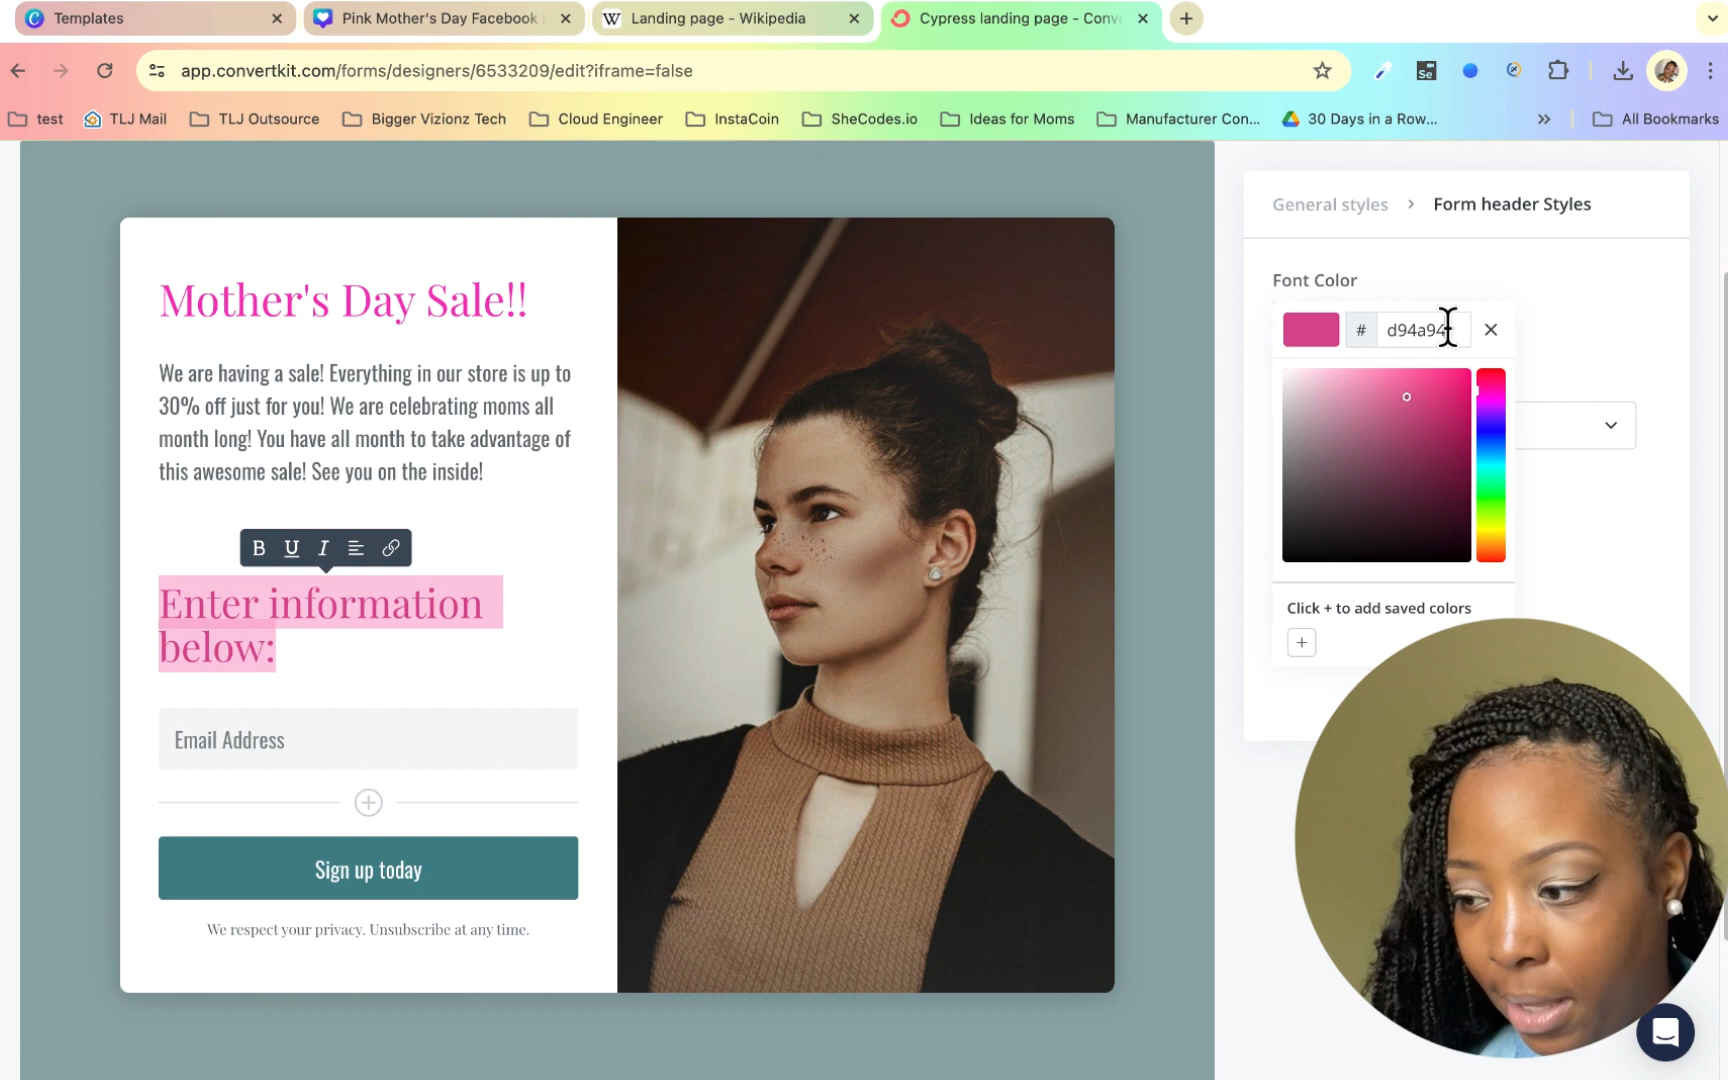 Templates
Pink Mother's Day Facebook
Landing page - Wikipedia
Cypress landing page - Conv
app.convertkit.com/forms/designers/6533209/edit?iframe=false
test
TLJ Mail
TLJ Outsource
Bigger Vizionz Tech
Cloud Engineer
InstaCoin
SheCodes.io
Ideas for Moms
Manufacturer Con...
30 Days in a Row...
All Bookmarks
Mother's Day Sale!!
We are having a sale! Everything in our store is up to
30% off just for you! We are celebrating moms all
month long! You have all month to take advantage of
this awesome sale! See you on the inside!
B U I
Enter information
below:
Email Address
Sign up today
We respect your privacy. Unsubscribe at any time.
General styles > Form header Styles
Font Color
# d94a94
Click + to add saved colors